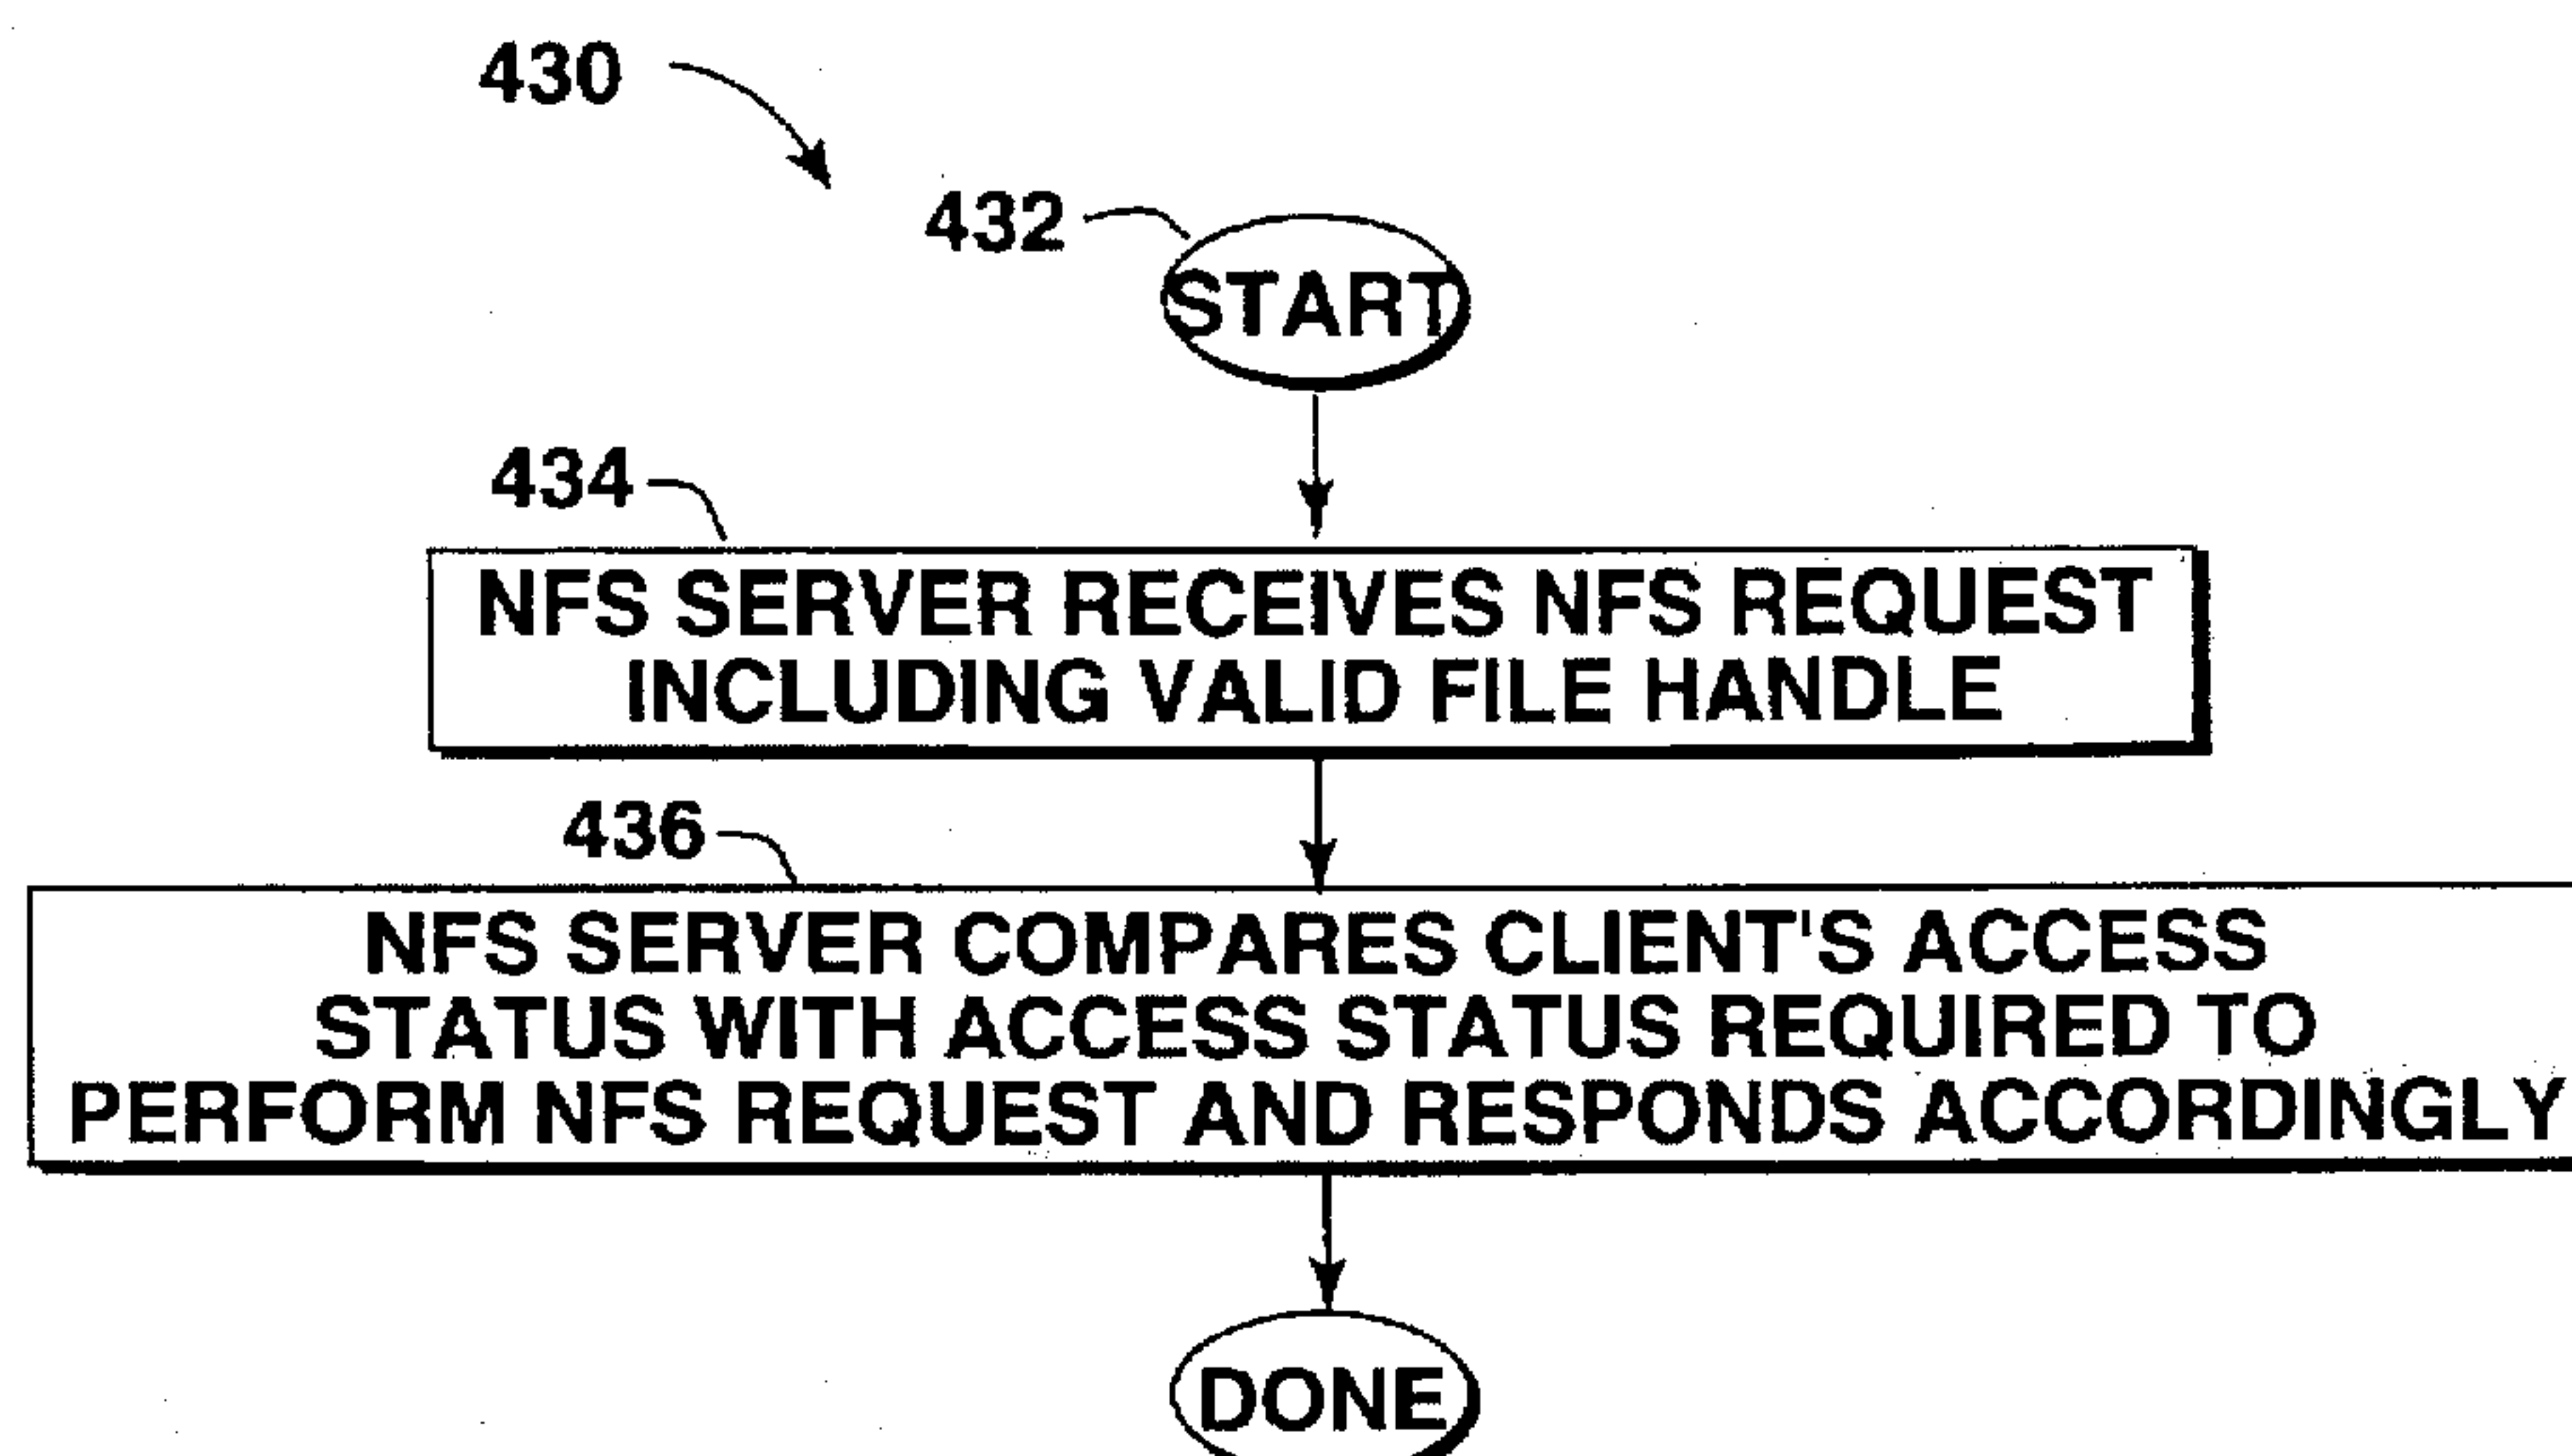 430
432
START
434
NFS SERVER RECEIVES NFS REQUEST
INCLUDING VALID FILE HANDLE
436
NFS SERVER COMPARES CLIENT'S ACCESS
STATUS WITH ACCESS STATUS REQUIRED TO
PERFORM NFS REQUEST AND RESPONDS ACCORDINGLY
DONE